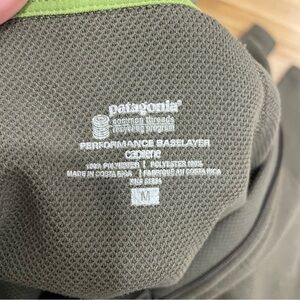 patagonia®
common threads
recycling program
PERFORMANCE BASELAYER
capilene
100% POLYESTER | POLYESTER 100%
MADE IN COSTA RICA | FABRIQUE AU COSTA RICA
M